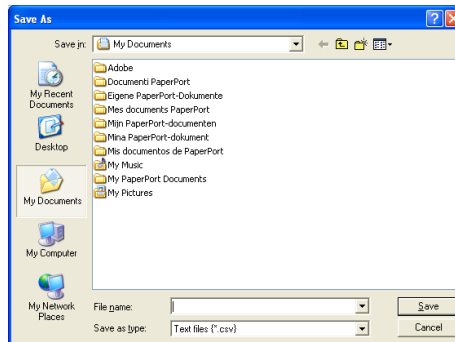 Save As
Save in: My Documents
My Recent
Documents
Desktop
My Documents
My Computer
My Network
Places
Adobe
Documenti PaperPort
Eigene PaperPort-Dokumente
Mes documents PaperPort
Mijn PaperPort-documenten
Mina PaperPort-dokument
Mis documentos de PaperPort
My Music
My PaperPort Documents
My Pictures
File name: Save
Save as type: Text files (*.csv) Cancel